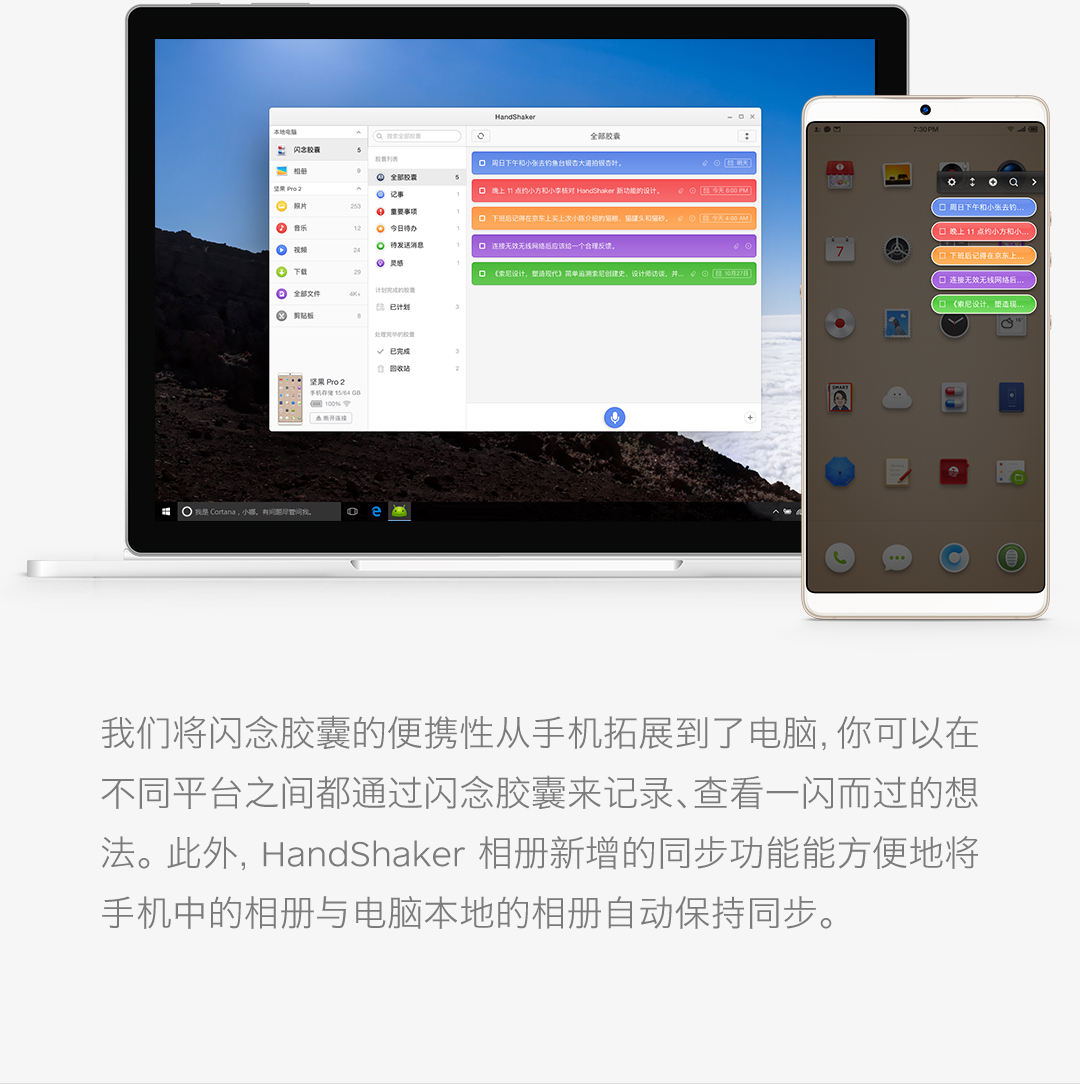 HandShaker
本地电脑
闪念胶囊 5
相册 9
坚果 Pro 2
照片 253
音乐 12
视频 24
下载 29
全部文件 6K+
剪贴板 8
坚果 Pro 2
手机存储 15/64 GB
100%
断开连接
搜索全部胶囊
胶囊列表
全部胶囊 5
记事 1
重要事项 1
今日待办 1
待发送消息 1
灵感 1
计划完成的胶囊
已计划 3
处理完毕的胶囊
已完成 3
回收站 2
全部胶囊
周日下午和小张去钓鱼台银杏大道拍银杏叶。 明天
晚上 11 点约小方和小李核对 HandShaker 新功能的设计。 今天 6:00 PM
下班后记得在京东上买上次小陈介绍的猫粮、猫罐头和猫砂。 今天 4:00 AM
连接无效无线网络后应该给一个合理反馈。
《索尼设计，塑造现代》简单追溯索尼创建史、设计师访谈，并... 10月27日
我是 Cortana，小娜。有问题尽管问我。
7:30PM
周日下午和小张去钓...
晚上 11 点约小方和小...
下班后记得在京东上...
连接无效无线网络后...
《索尼设计，塑造现...
7
SMART
我们将闪念胶囊的便携性从手机拓展到了电脑，你可以在
不同平台之间都通过闪念胶囊来记录、查看一闪而过的想
法。此外，HandShaker 相册新增的同步功能能方便地将
手机中的相册与电脑本地的相册自动保持同步。